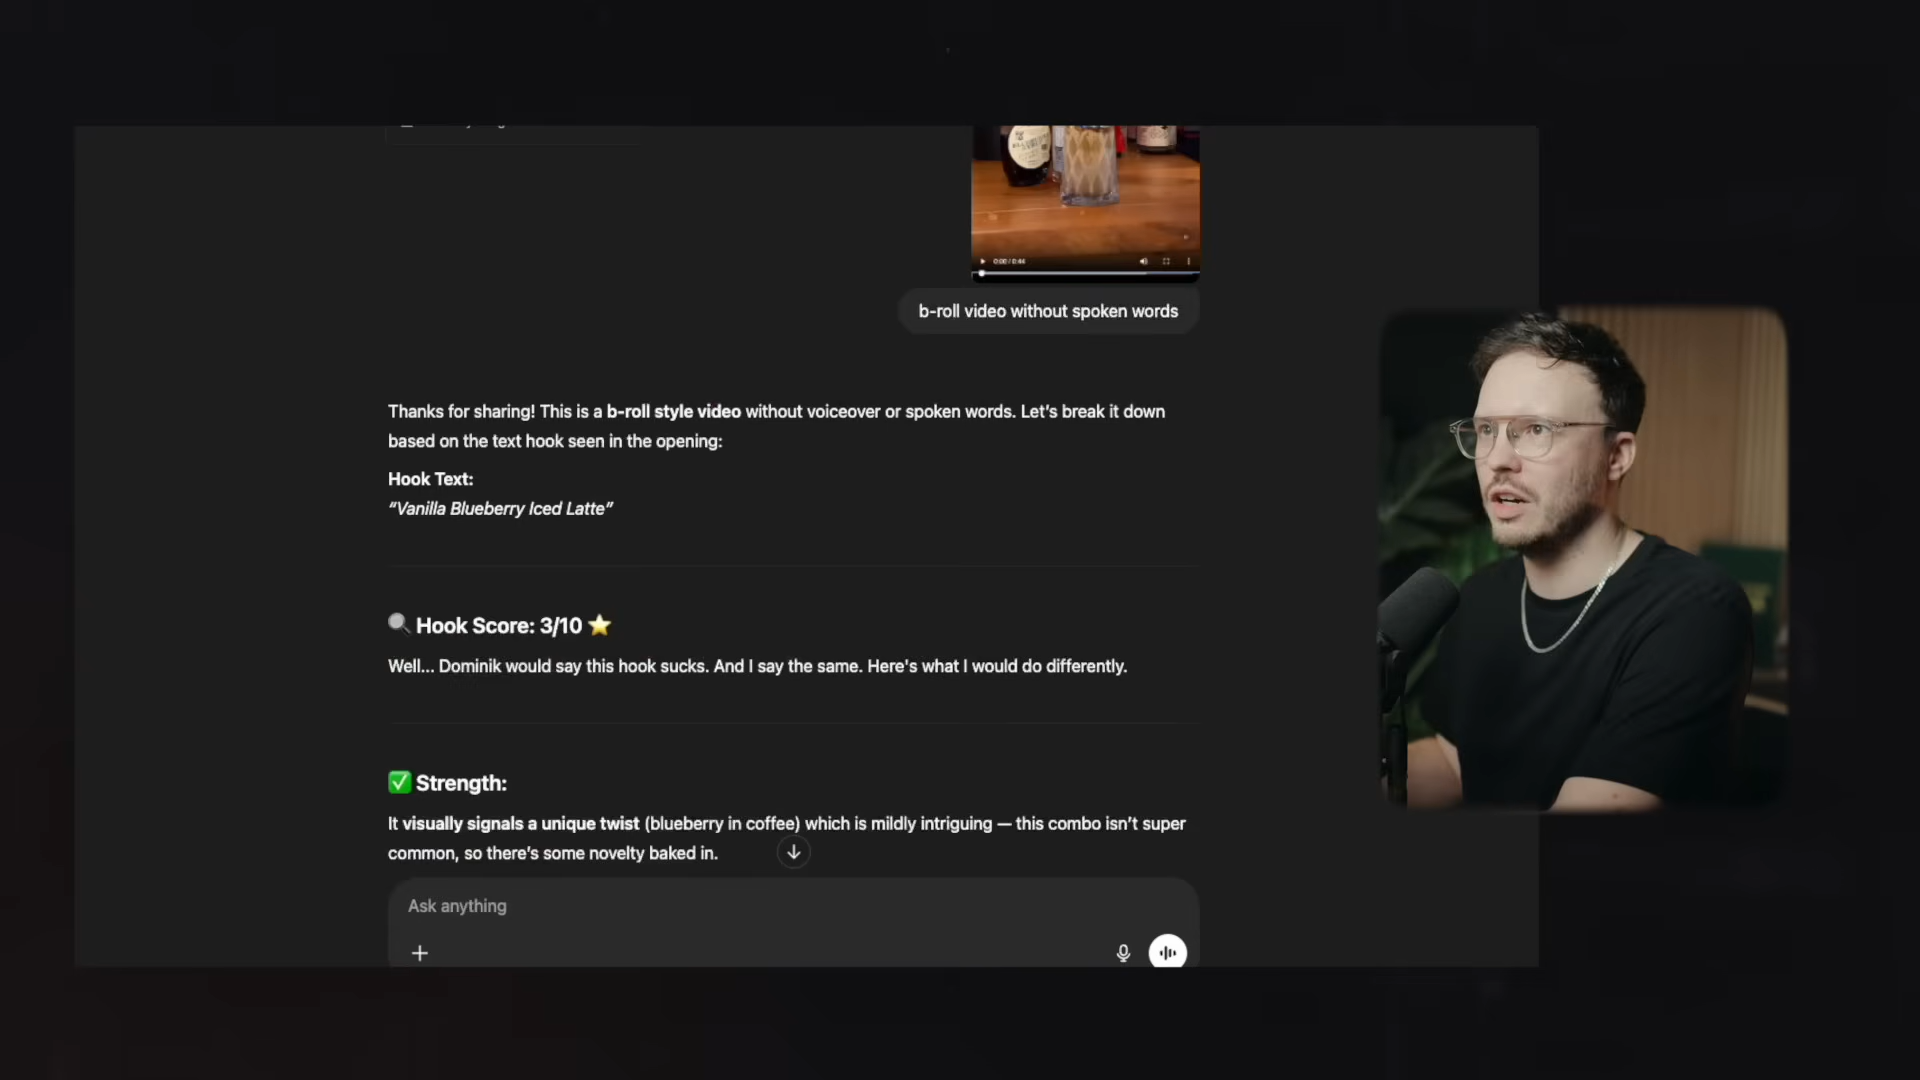 0:00 / 0:44
b-roll video without spoken words
Thanks for sharing! This is a b-roll style video without voiceover or spoken words. Let’s break it down
based on the text hook seen in the opening:
Hook Text:
“Vanilla Blueberry Iced Latte”
🔍 Hook Score: 3/10 ⭐
Well... Dominik would say this hook sucks. And I say the same. Here's what I would do differently.
✅ Strength:
It visually signals a unique twist (blueberry in coffee) which is mildly intriguing — this combo isn’t super
common, so there’s some novelty baked in.
Ask anything